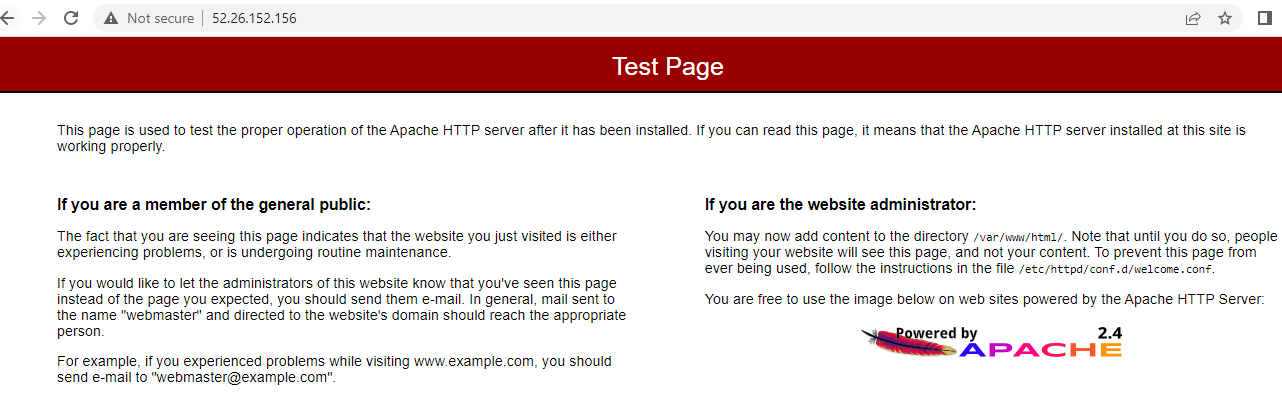 Not secure
52.26.152.156
Test Page
This page is used to test the proper operation of the Apache HTTP server after it has been installed. If you can read this page, it means that the Apache HTTP server installed at this site is
working properly.
If you are a member of the general public:
The fact that you are seeing this page indicates that the website you just visited is either
experiencing problems, or is undergoing routine maintenance.
If you would like to let the administrators of this website know that you've seen this page
instead of the page you expected, you should send them e-mail. In general, mail sent to
the name "webmaster" and directed to the website's domain should reach the appropriate
person.
For example, if you experienced problems while visiting www.example.com, you should
send e-mail to "webmaster@example.com".
If you are the website administrator:
You may now add content to the directory /var/www/html/. Note that until you do so, people
visiting your website will see this page, and not your content. To prevent this page from
ever being used, follow the instructions in the file /etc/httpd/conf.d/welcome.conf.
You are free to use the image below on web sites powered by the Apache HTTP Server:
Powered by 2.4
APACHE